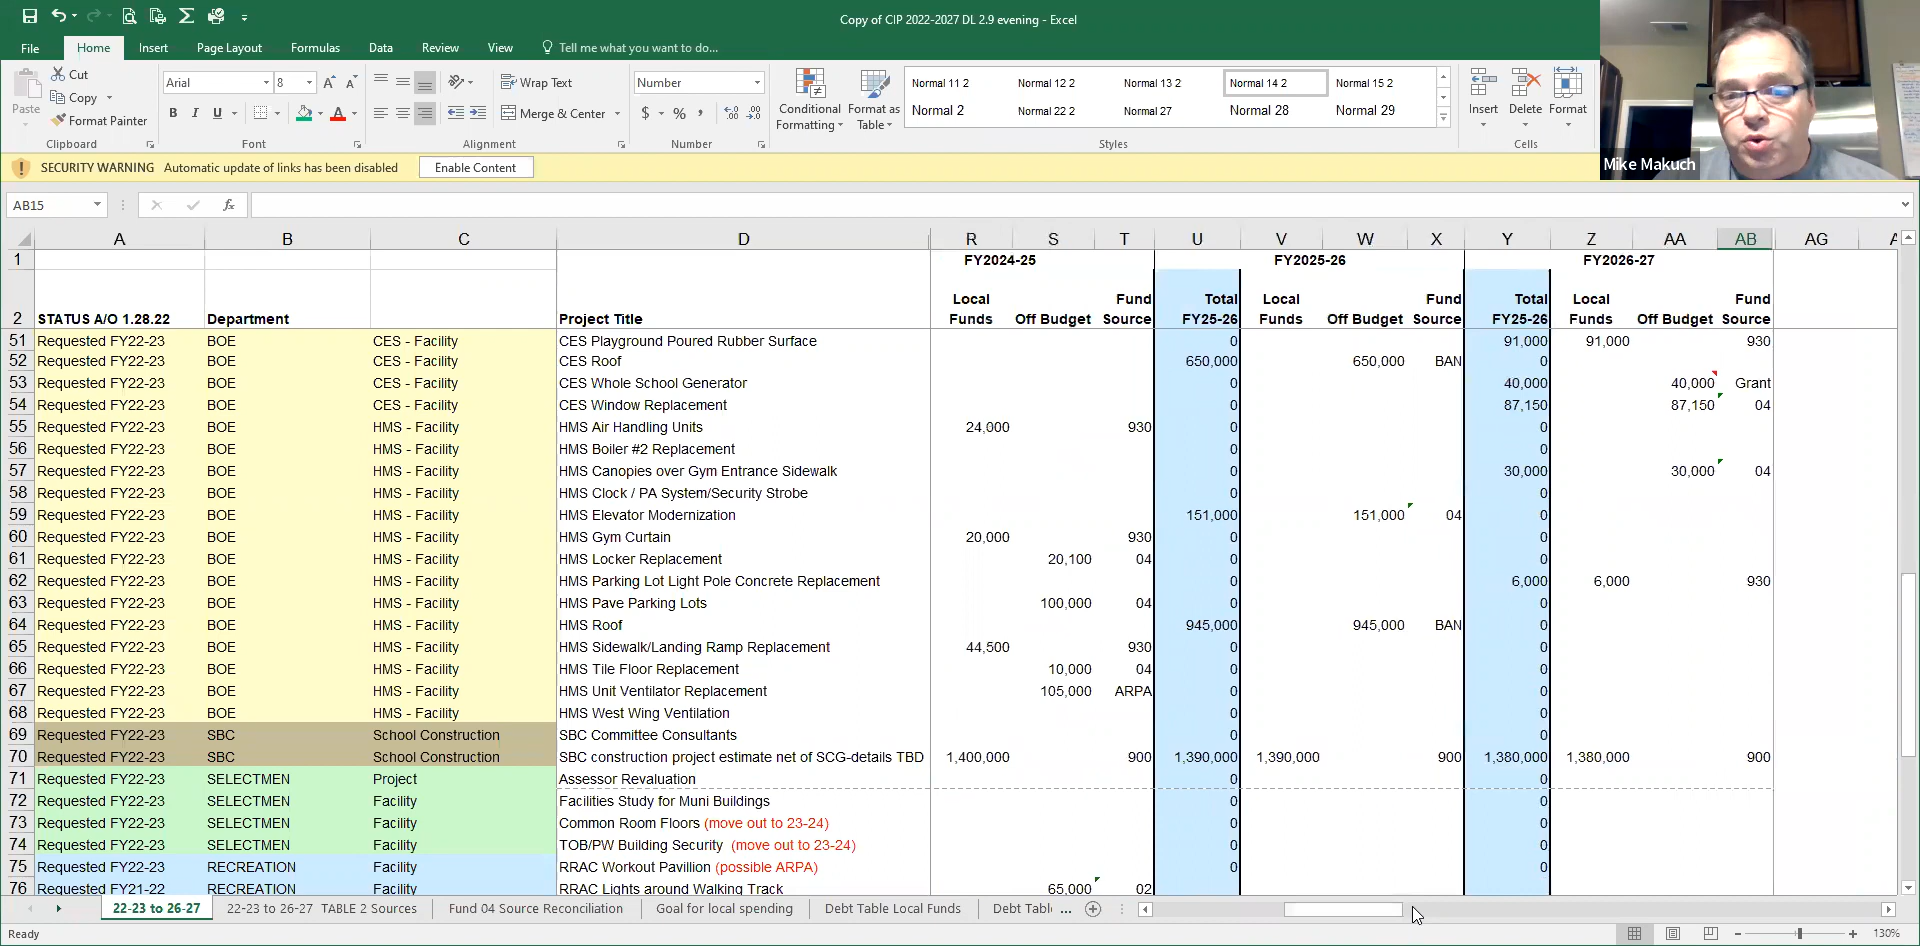 Copy of CIP 2022-2027 DL 2.9 evening - Excel
File Home Insert Page Layout Formulas Data Review View Tell me what you want to do...
Cut Arial 8 Wrap Text Number Normal 11 2 Normal 12 2 Normal 13 2 Normal 14 2 Normal 15 2
Paste Copy Conditional Format as Insert Delete Format
Format Painter B I U Merge & Center $ % , Formatting Table Normal 2 Normal 22 2 Normal 27 Normal 28 Normal 29
Clipboard Font Alignment Number Styles Cells
Mike Makuch
SECURITY WARNING Automatic update of links has been disabled Enable Content
AB15 fx
A B C D R S T U V W X Y Z AA AB AG
1 FY2024-25 FY2025-26 FY2026-27
Local Fund Total Local Fund Total Local Fund
2 STATUS A/O 1.28.22 Department Project Title Funds Off Budget Source FY25-26 Funds Off Budget Source FY25-26 Funds Off Budget Source
51 Requested FY22-23 BOE CES - Facility CES Playground Poured Rubber Surface 0 91,000 91,000 930
52 Requested FY22-23 BOE CES - Facility CES Roof 650,000 650,000 BAN 0
53 Requested FY22-23 BOE CES - Facility CES Whole School Generator 0 40,000 40,000 Grant
54 Requested FY22-23 BOE CES - Facility CES Window Replacement 0 87,150 87,150 04
55 Requested FY22-23 BOE HMS - Facility HMS Air Handling Units 24,000 930 0 0
56 Requested FY22-23 BOE HMS - Facility HMS Boiler #2 Replacement 0 0
57 Requested FY22-23 BOE HMS - Facility HMS Canopies over Gym Entrance Sidewalk 0 30,000 30,000 04
58 Requested FY22-23 BOE HMS - Facility HMS Clock / PA System/Security Strobe 0 0
59 Requested FY22-23 BOE HMS - Facility HMS Elevator Modernization 151,000 151,000 04 0
60 Requested FY22-23 BOE HMS - Facility HMS Gym Curtain 20,000 930 0 0
61 Requested FY22-23 BOE HMS - Facility HMS Locker Replacement 20,100 04 0 0
62 Requested FY22-23 BOE HMS - Facility HMS Parking Lot Light Pole Concrete Replacement 0 6,000 6,000 930
63 Requested FY22-23 BOE HMS - Facility HMS Pave Parking Lots 100,000 04 0 0
64 Requested FY22-23 BOE HMS - Facility HMS Roof 945,000 945,000 BAN 0
65 Requested FY22-23 BOE HMS - Facility HMS Sidewalk/Landing Ramp Replacement 44,500 930 0 0
66 Requested FY22-23 BOE HMS - Facility HMS Tile Floor Replacement 10,000 04 0 0
67 Requested FY22-23 BOE HMS - Facility HMS Unit Ventilator Replacement 105,000 ARPA 0 0
68 Requested FY22-23 BOE HMS - Facility HMS West Wing Ventilation 0 0
69 Requested FY22-23 SBC School Construction SBC Committee Consultants 0 0
70 Requested FY22-23 SBC School Construction SBC construction project estimate net of SCG-details TBD 1,400,000 900 1,390,000 1,390,000 900 1,380,000 1,380,000 900
71 Requested FY22-23 SELECTMEN Project Assessor Revaluation 0 0
72 Requested FY22-23 SELECTMEN Facility Facilities Study for Muni Buildings 0 0
73 Requested FY22-23 SELECTMEN Facility Common Room Floors (move out to 23-24) 0 0
74 Requested FY22-23 SELECTMEN Facility TOB/PW Building Security (move out to 23-24) 0 0
75 Requested FY22-23 RECREATION Facility RRAC Workout Pavillion (possible ARPA) 0 0
76 Requested FY21-22 RECREATION Facility RRAC Lights around Walking Track 65,000 02
22-23 to 26-27 22-23 to 26-27 TABLE 2 Sources Fund 04 Source Reconciliation Goal for local spending Debt Table Local Funds Debt Tabl ...
Ready 130%